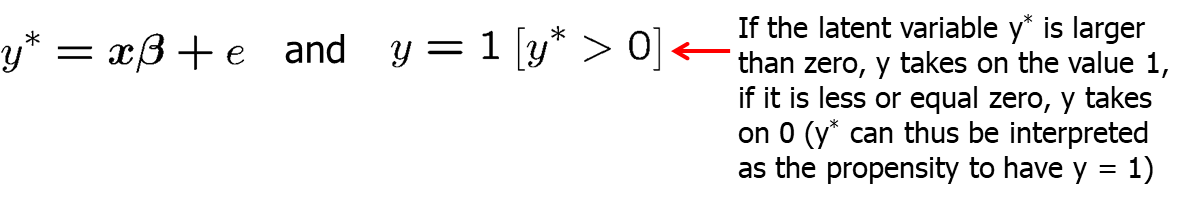 y* = xβ + e and y = 1 [y* > 0]
If the latent variable y* is larger
than zero, y takes on the value 1,
if it is less or equal zero, y takes
on 0 (y* can thus be interpreted
as the propensity to have y = 1)